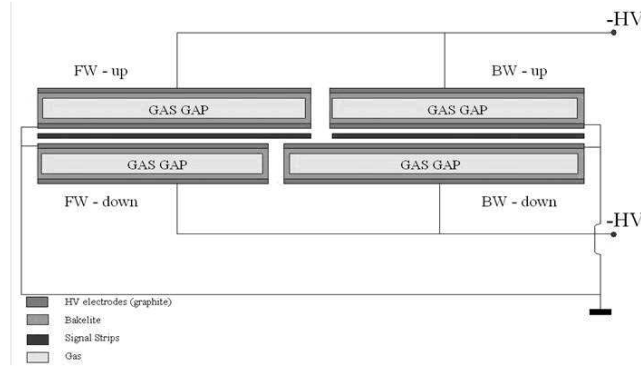 -HV
FW - up
BW - up
GAS GAP
GAS GAP
GAS GAP
GAS GAP
FW - down
BW - down
-HV
HV electrodes (graphite)
Bakelite
Signal Strips
Gas